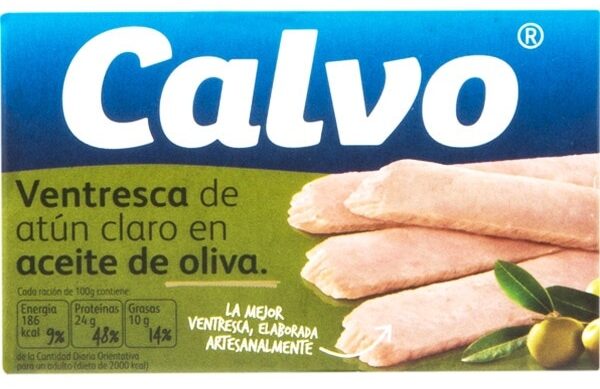 Calvo®
Ventresca de
atún claro en
aceite de oliva.
Cada ración de 100g contiene:
Energía
186
kcal 9%
Proteínas
24 g
48%
Grasas
10 g
14%
de la Cantidad Diaria Orientativa
para un adulto (dieta de 2000 kcal)
LA MEJOR
VENTRESCA, ELABORADA
ARTESANALMENTE